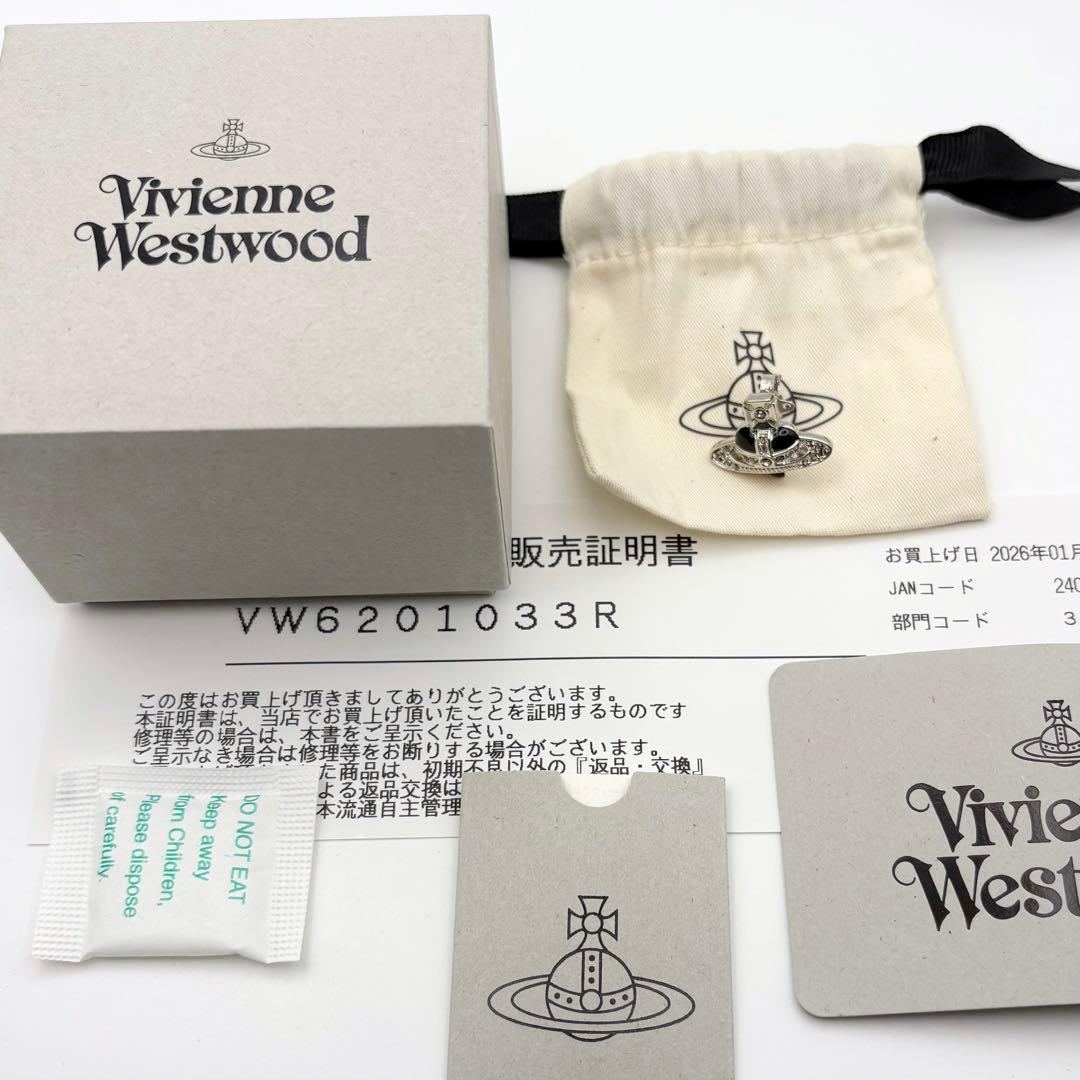 Vivienne
Westwood
販売証明書
VW6201033R
お買上げ日 2026年01月
JANコード 240
部門コード 3
この度はお買上げ頂きましてありがとうございます。
本証明書は、当店でお買上げ頂いたことを証明するものです
修理等の場合は、本書をご呈示ください。
ご呈示なき場合は修理等をお断りする場合がございます。
た商品は、初期不良以外の『返品・交換』
よる返品交換は
本流通自主管理
DO NOT EAT
Keep away
from Children,
Please dispose
of carefully.
Vivie
West